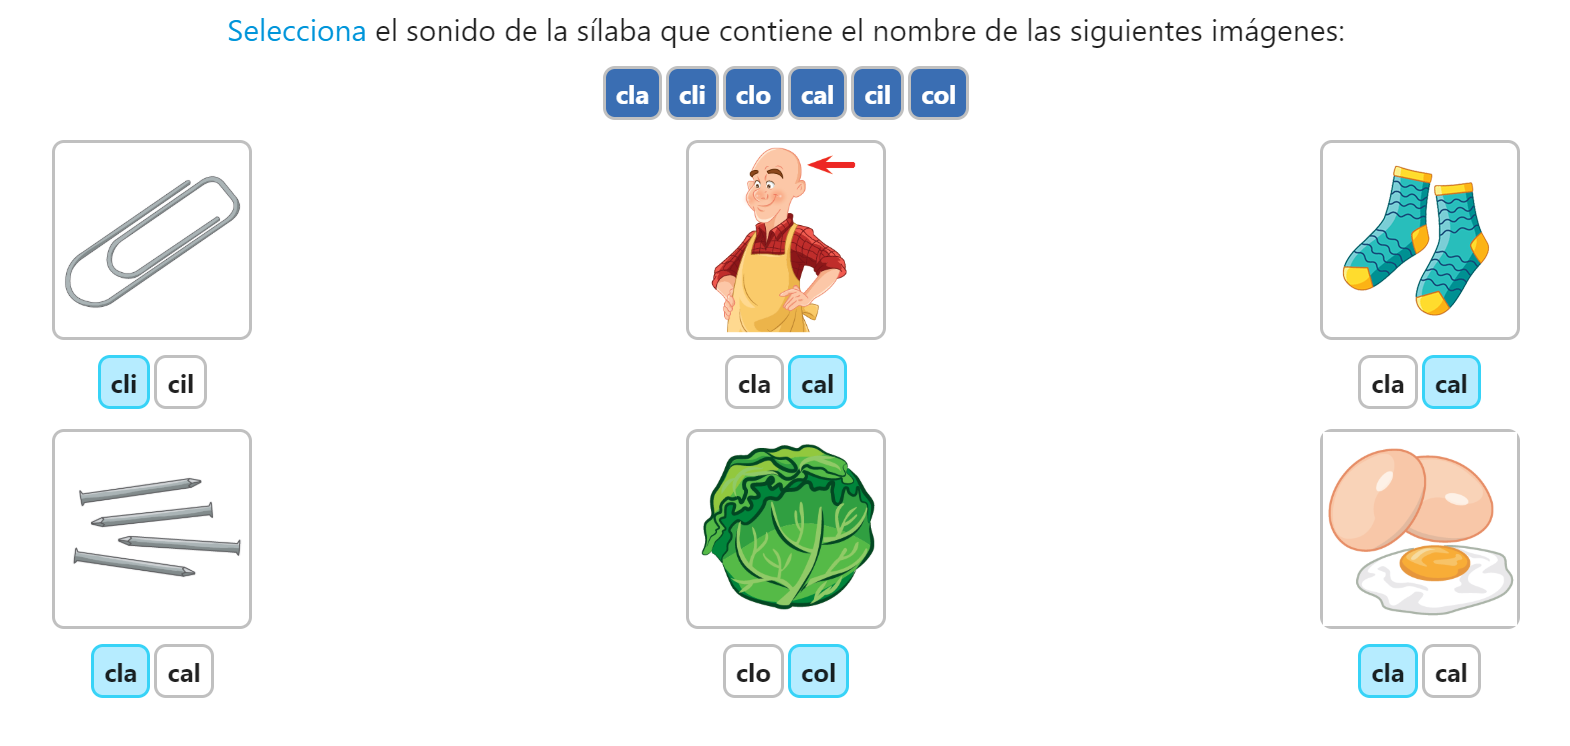 Selecciona el sonido de la sílaba que contiene el nombre de las siguientes imágenes:
cla cli clo cal cil col
cli cil cla cal cla cal
cla cal clo col cla cal